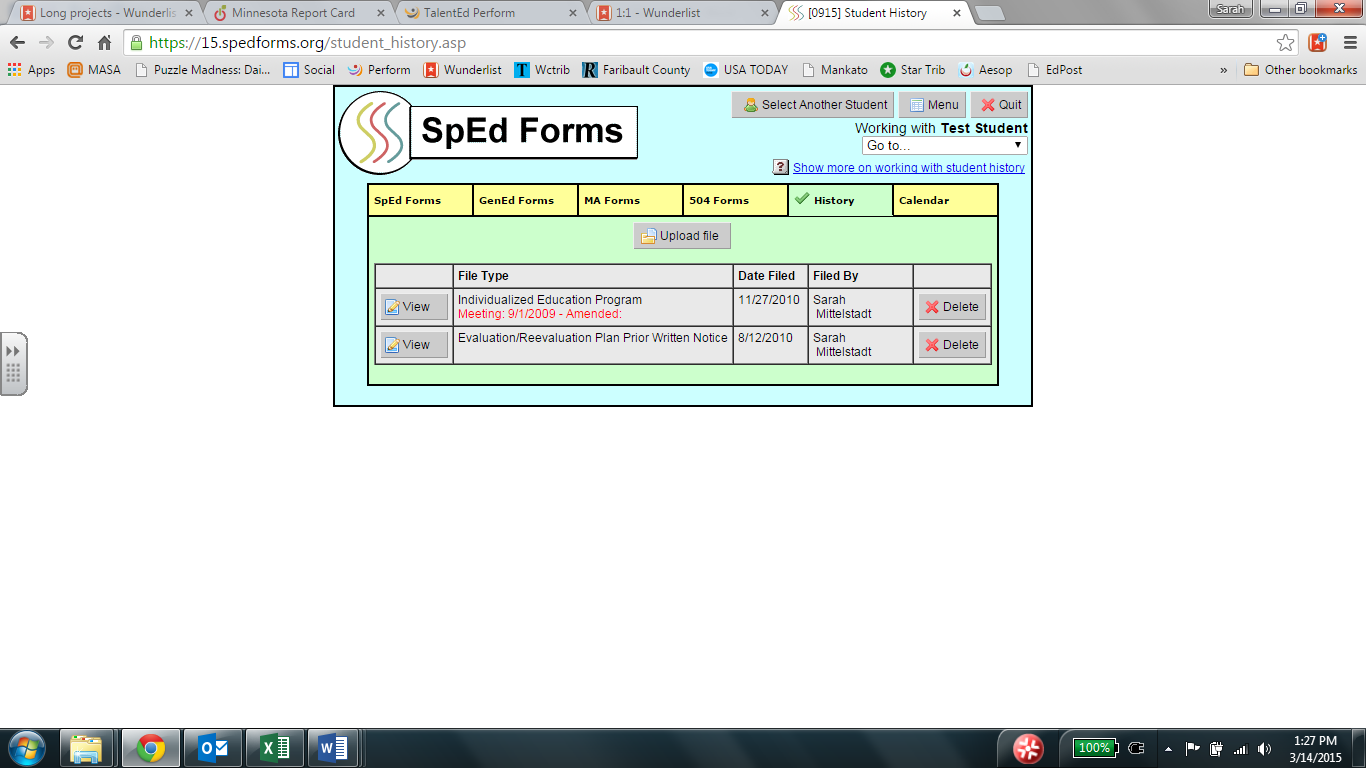 Long projects - Wunderlis
Minnesota Report Card
TalentEd Perform
1:1 - Wunderlist
[0915] Student History
Sarah
https://15.spedforms.org/student_history.asp
Apps
MASA
Puzzle Madness: Dai...
Social
Perform
Wunderlist
Wctrib
Faribault County
USA TODAY
Mankato
Star Trib
Aesop
EdPost
»
Other bookmarks
SpEd Forms
Select Another Student
Menu
Quit
Working with Test Student
Go to...
? Show more on working with student history
SpEd Forms
GenEd Forms
MA Forms
504 Forms
History
Calendar
Upload file
File Type
Date Filed
Filed By
View
Individualized Education Program
Meeting: 9/1/2009 - Amended:
11/27/2010
Sarah
Mittelstadt
Delete
View
Evaluation/Reevaluation Plan Prior Written Notice
8/12/2010
Sarah
Mittelstadt
Delete
100%
1:27 PM
3/14/2015